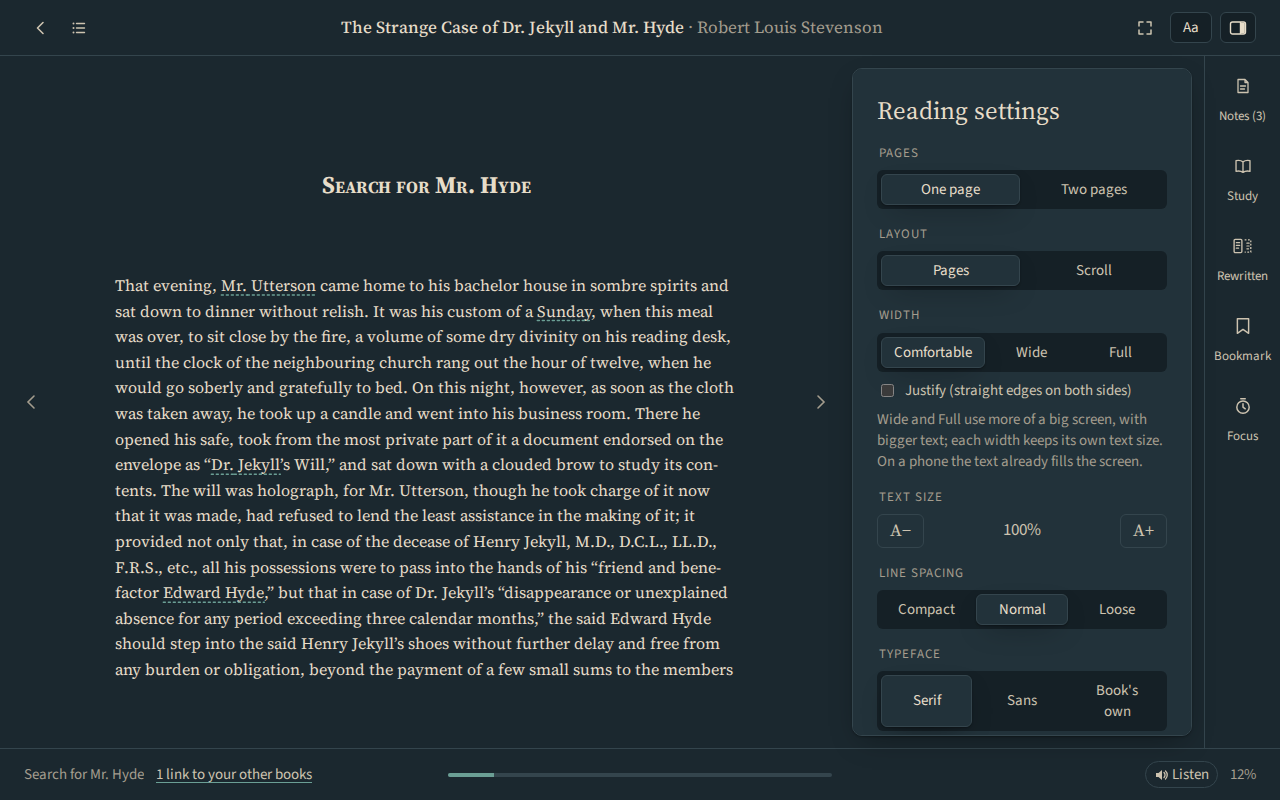 The Strange Case of Dr. Jekyll and Mr. Hyde · Robert Louis Stevenson
Aa
Search for Mr. Hyde
That evening, Mr. Utterson came home to his bachelor house in sombre spirits and
sat down to dinner without relish. It was his custom of a Sunday, when this meal
was over, to sit close by the fire, a volume of some dry divinity on his reading desk,
until the clock of the neighbouring church rang out the hour of twelve, when he
would go soberly and gratefully to bed. On this night, however, as soon as the cloth
was taken away, he took up a candle and went into his business room. There he
opened his safe, took from the most private part of it a document endorsed on the
envelope as “Dr. Jekyll’s Will,” and sat down with a clouded brow to study its con-
tents. The will was holograph, for Mr. Utterson, though he took charge of it now
that it was made, had refused to lend the least assistance in the making of it; it
provided not only that, in case of the decease of Henry Jekyll, M.D., D.C.L., LL.D.,
F.R.S., etc., all his possessions were to pass into the hands of his “friend and bene-
factor Edward Hyde,” but that in case of Dr. Jekyll’s “disappearance or unexplained
absence for any period exceeding three calendar months,” the said Edward Hyde
should step into the said Henry Jekyll’s shoes without further delay and free from
any burden or obligation, beyond the payment of a few small sums to the members
Reading settings
PAGES
One page Two pages
LAYOUT
Pages Scroll
WIDTH
Comfortable Wide Full
Justify (straight edges on both sides)
Wide and Full use more of a big screen, with
bigger text; each width keeps its own text size.
On a phone the text already fills the screen.
TEXT SIZE
A− 100% A+
LINE SPACING
Compact Normal Loose
TYPEFACE
Serif Sans Book's
own
Notes (3)
Study
Rewritten
Bookmark
Focus
Search for Mr. Hyde 1 link to your other books
Listen 12%